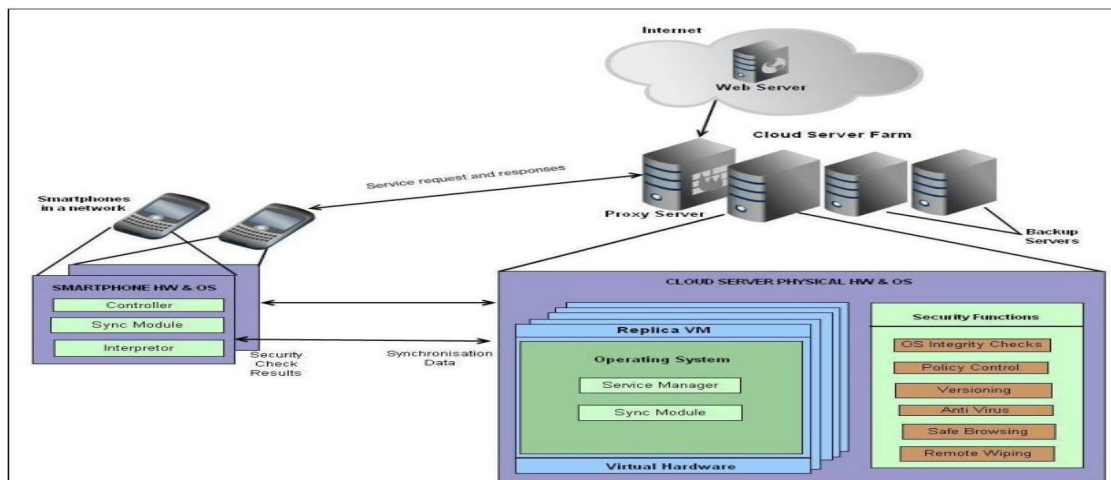 Internet
Web Server
Cloud Server Farm
Service request and responses
Smartphones
in a network
Proxy Server
Backup
Servers
SMARTPHONE HW & OS
Controller
Sync Module
Interpretor
Security
Check
Results
Synchronisation
Data
CLOUD SERVER PHYSICAL HW & OS
Replica VM
Operating System
Service Manager
Sync Module
Virtual Hardware
Security Functions
OS Integrity Checks
Policy Control
Versioning
Anti Virus
Safe Browsing
Remote Wiping